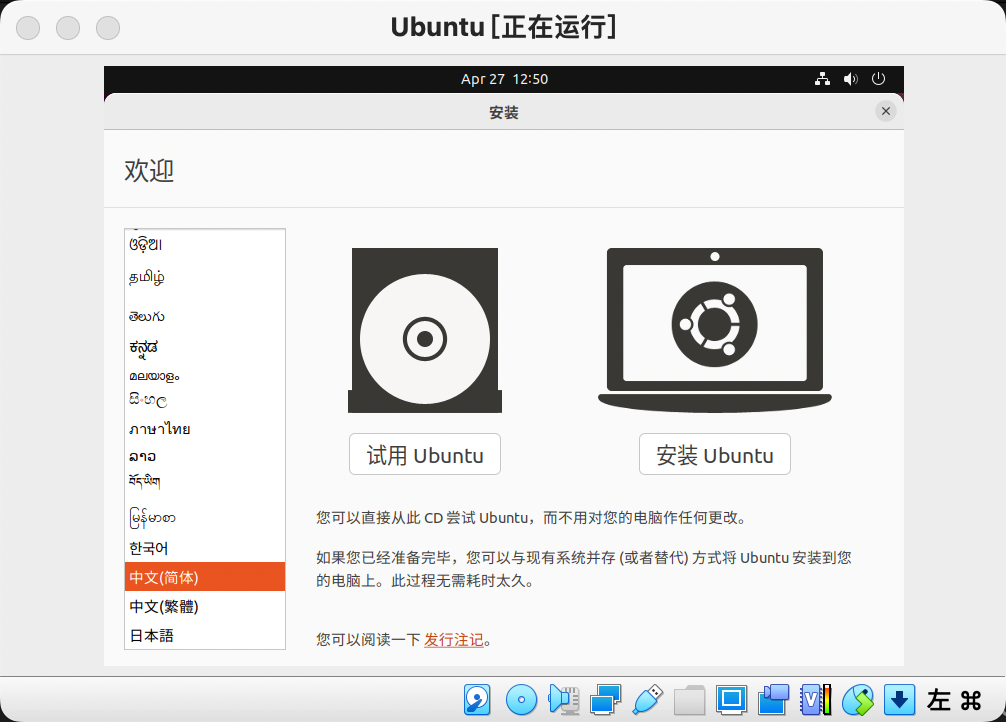 Ubuntu [正在运行]
Apr 27 12:50
安装
欢迎
ଓଡ଼ିଆ
தமிழ்
తెలుగు
ಕನ್ನಡ
മലയാളം
සිංහල
ภาษาไทย
ລາວ
བོད་ཡིག
မြန်မာစာ
한국어
中文(简体)
中文(繁體)
日本語
试用 Ubuntu
安装 Ubuntu
您可以直接从此 CD 尝试 Ubuntu，而不用对您的电脑作任何更改。
如果您已经准备完毕，您可以与现有系统并存 (或者替代) 方式将 Ubuntu 安装到您
的电脑上。此过程无需耗时太久。
您可以阅读一下 发行注记。
V
左 ⌘